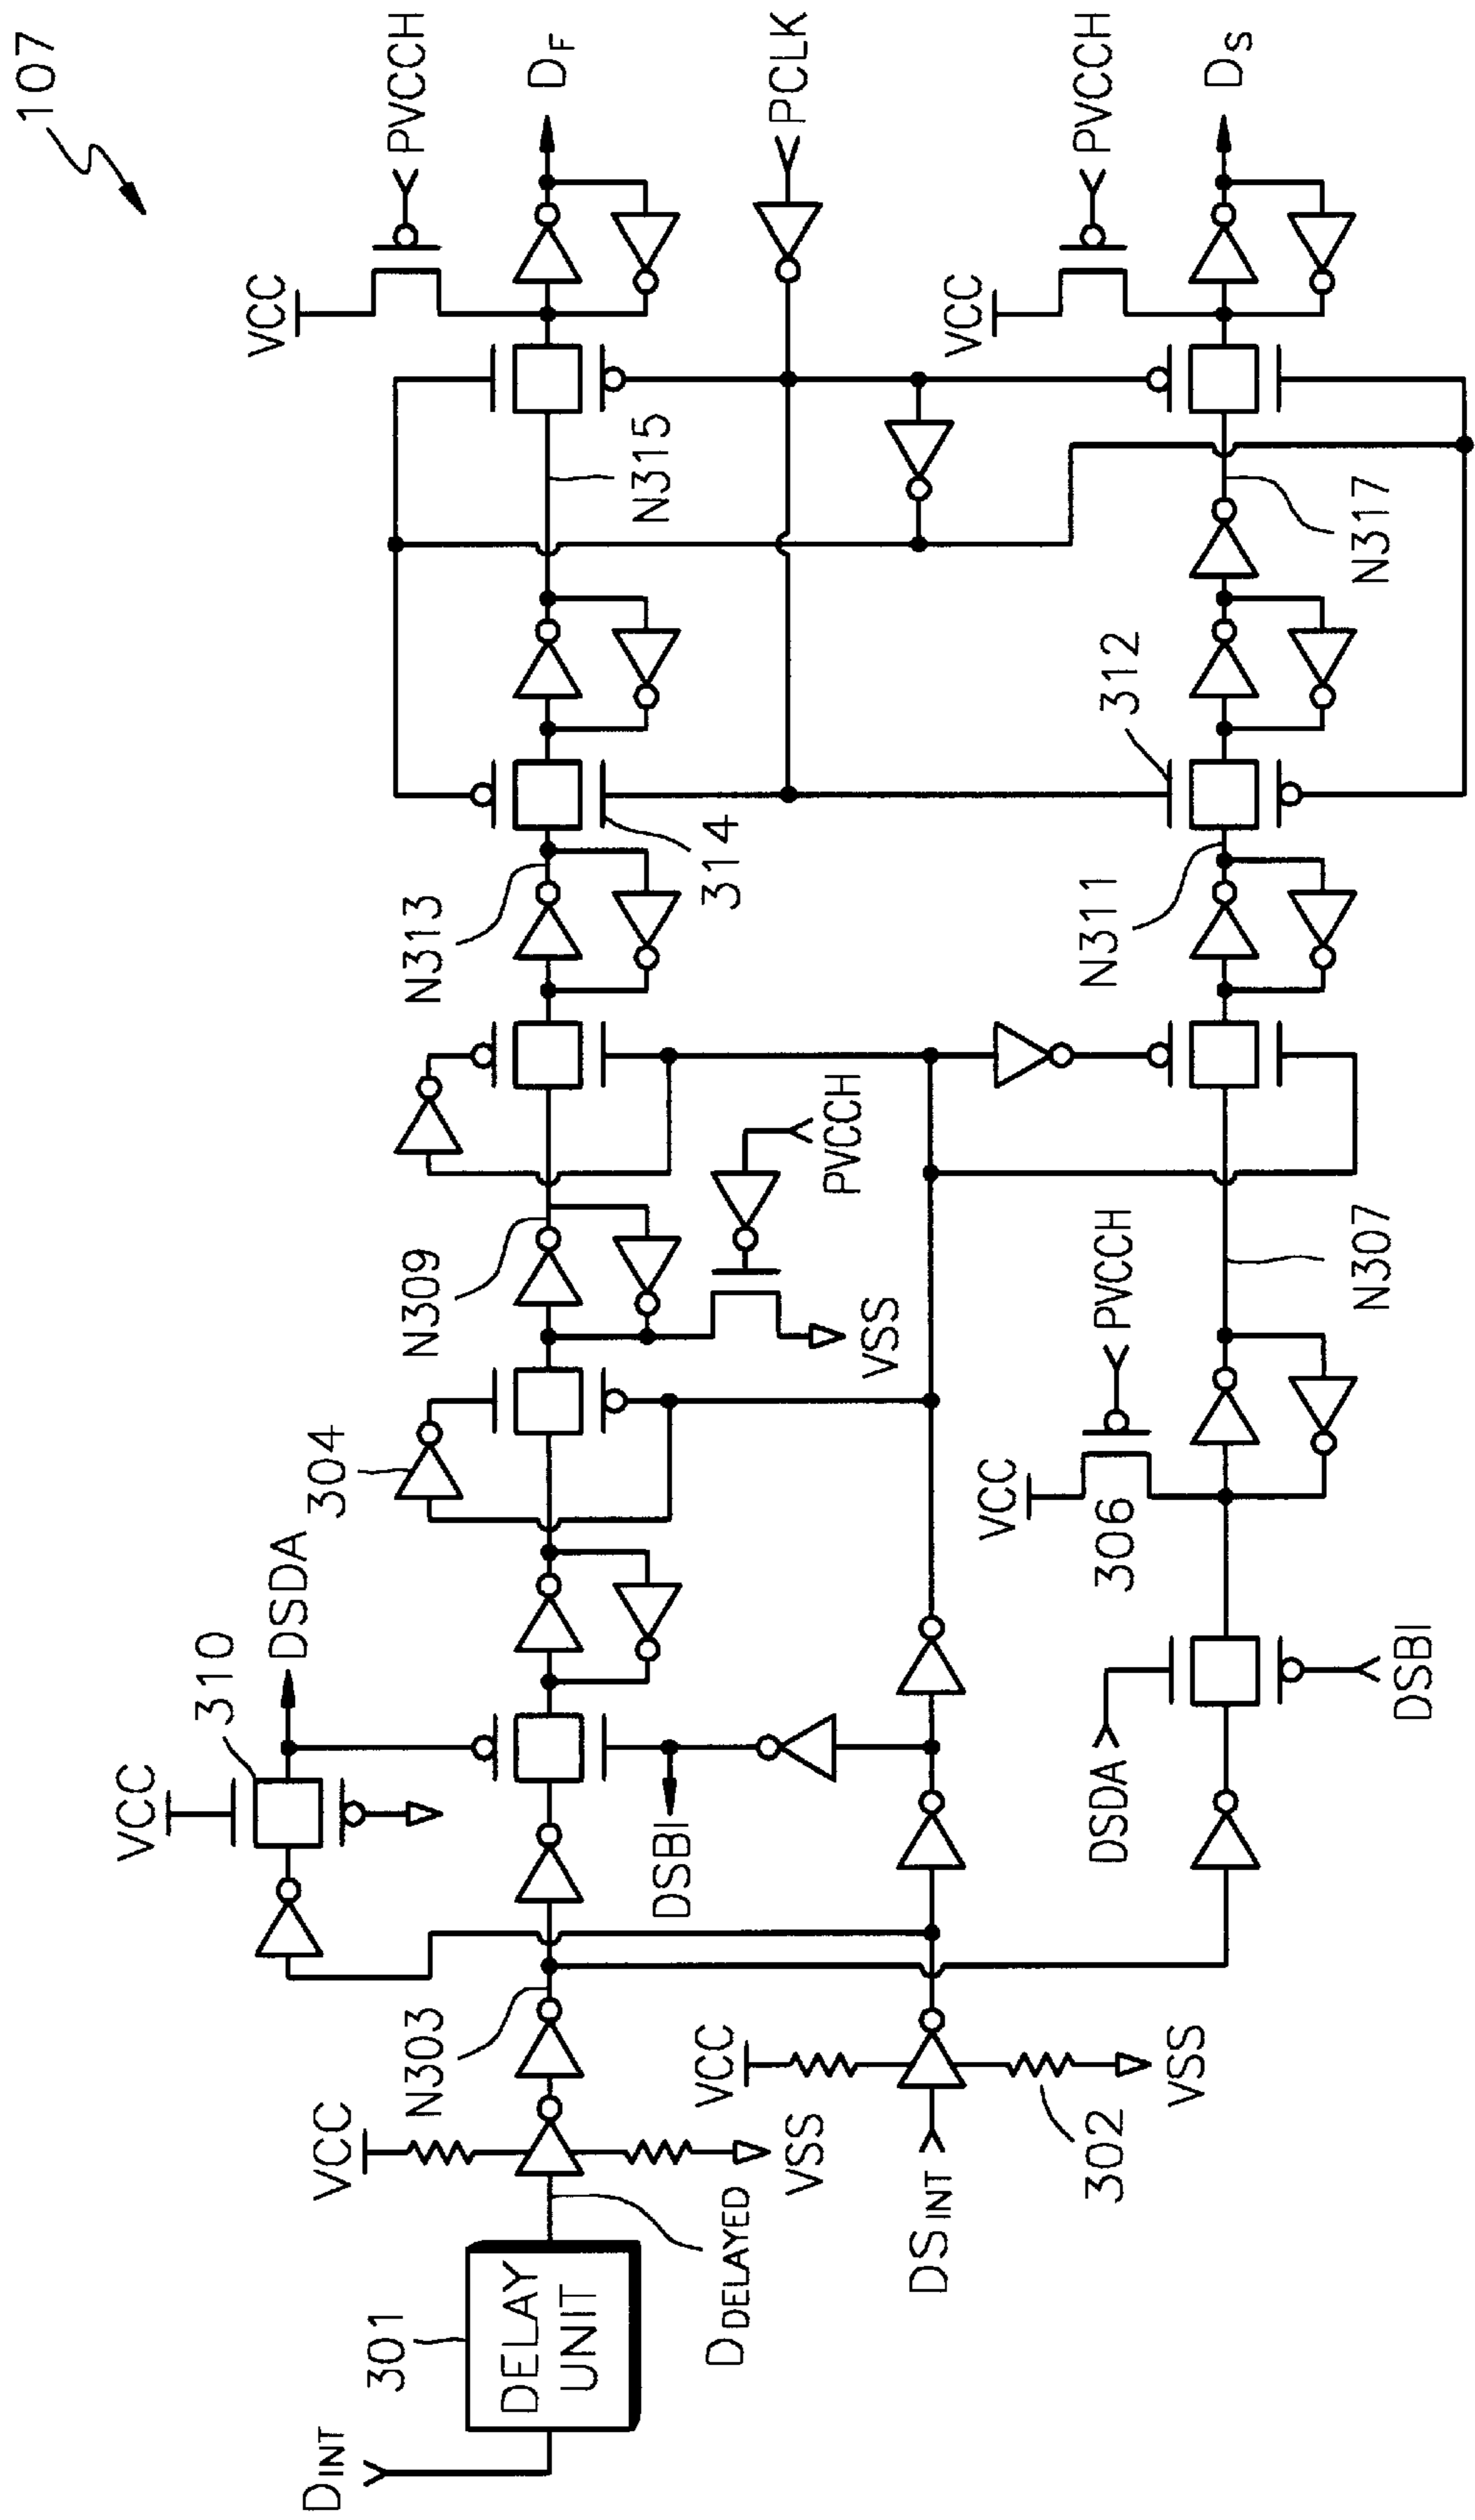 107
DINT
301
DELAY
UNIT
DDELAYED
VCC
VSS
N303
VCC
310
DSDA
304
DSBI
N309
PVCCH
VSS
N313
314
N315
VCC
PVCCH
DF
PCLK
DSINT
VCC
302
VSS
DSDA
DSBI
VCC
306
PVCCH
N307
N311
312
N317
VCC
PVCCH
DS